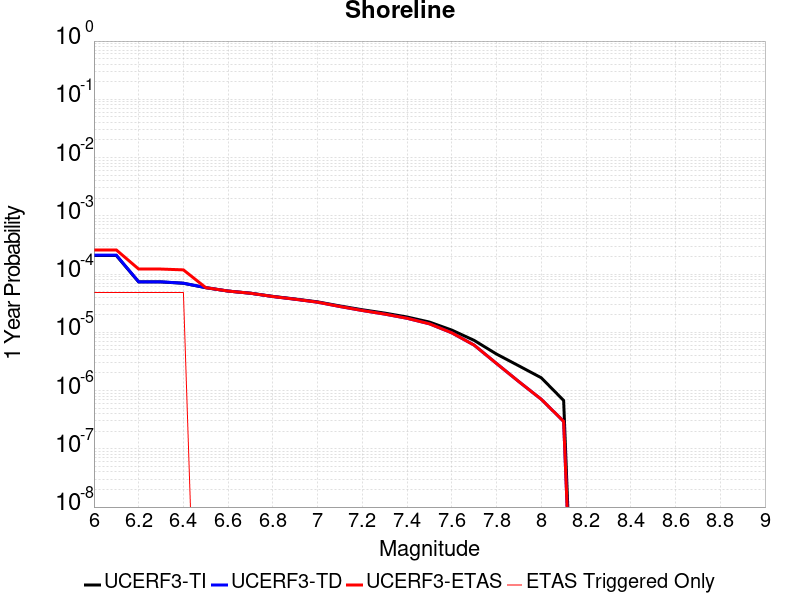 Shoreline
10^0
10^-1
10^-2
10^-3
10^-4
10^-5
10^-6
10^-7
10^-8
1 Year Probability
6 6.2 6.4 6.6 6.8 7 7.2 7.4 7.6 7.8 8 8.2 8.4 8.6 8.8 9
Magnitude
UCERF3-TI UCERF3-TD UCERF3-ETAS ETAS Triggered Only